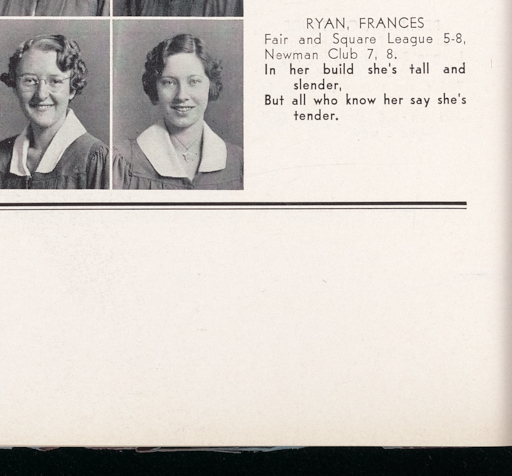 RYAN, FRANCES
Fair and Square League 5-8,
Newman Club 7, 8.
In her build she's tall and
slender,
But all who know her say she's
tender.